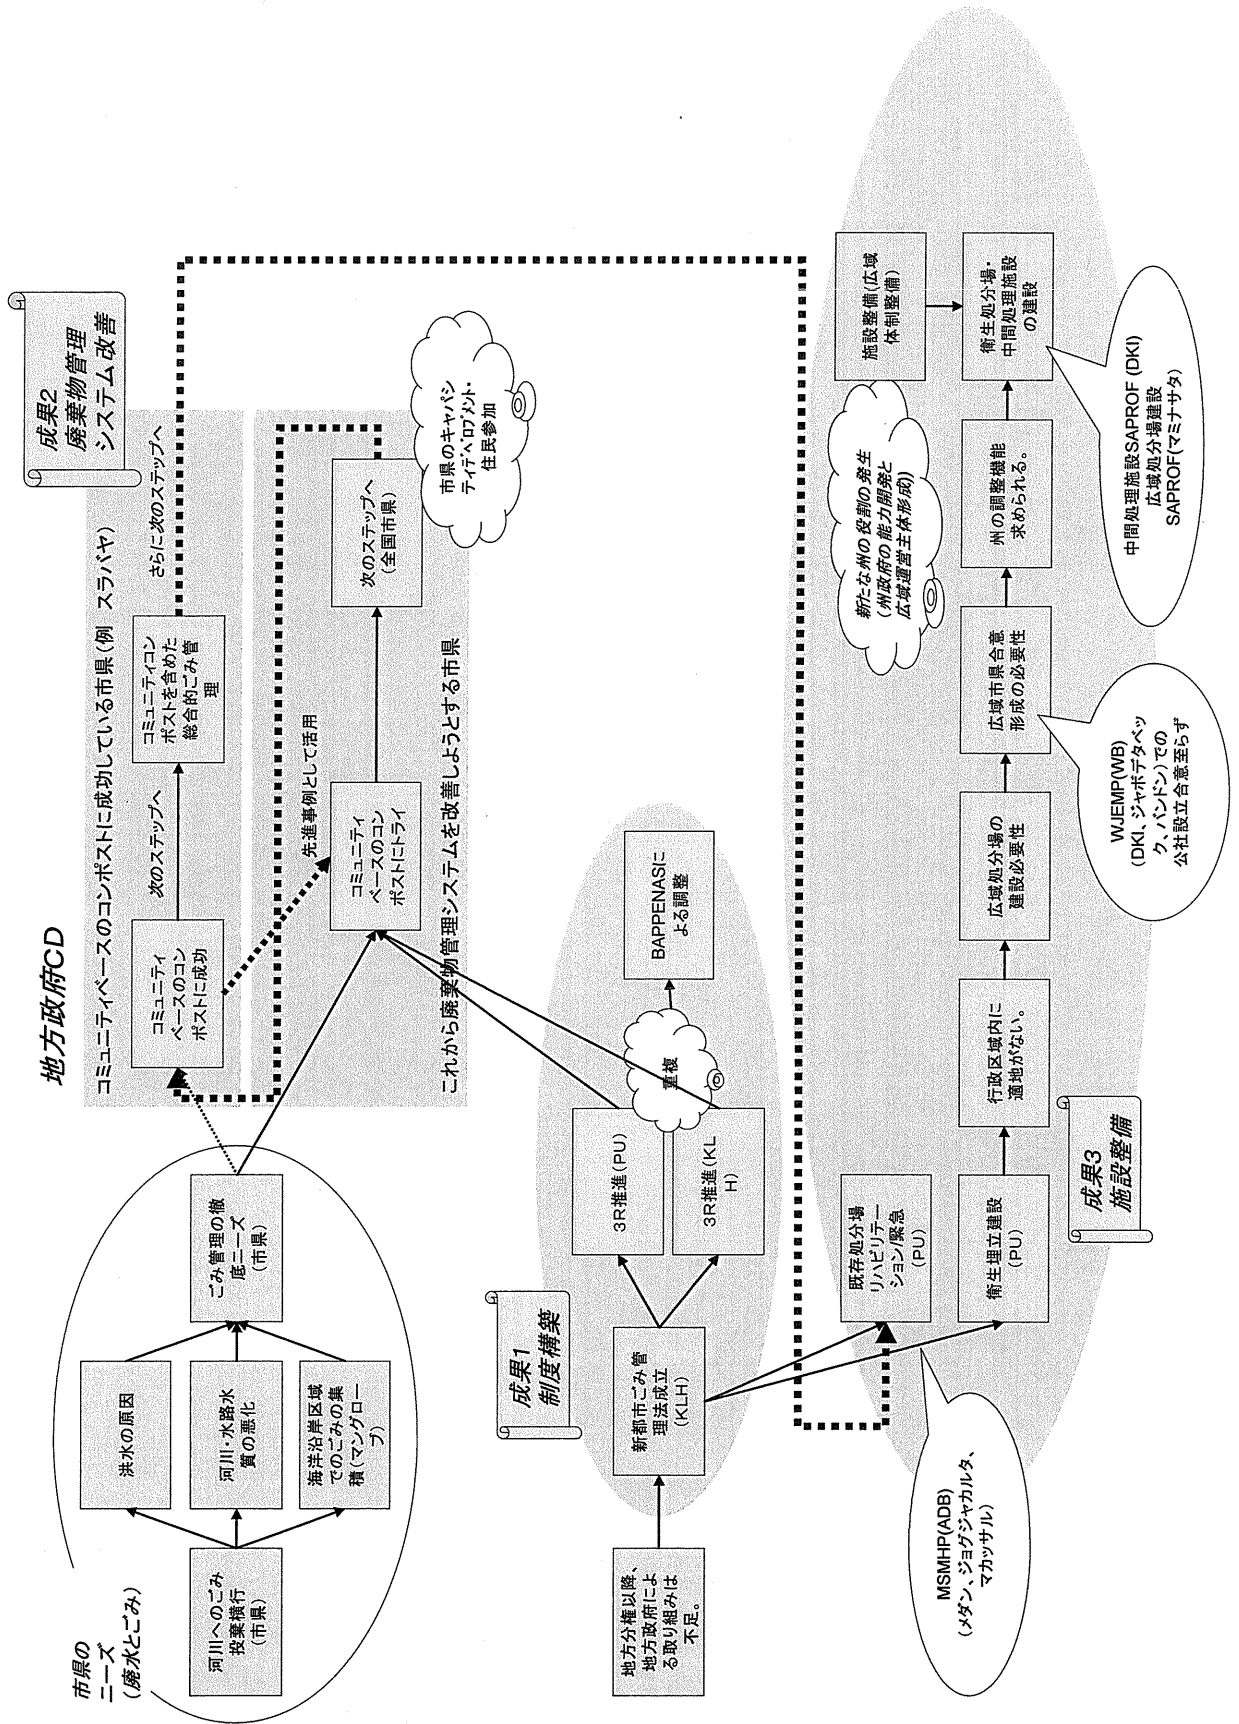 市県の
ニーズ
（廃水とごみ）
河川へのごみ
投棄横行
（市県）
洪水の原因
河川・水路水
質の悪化
海洋沿岸区域
でのごみの集
積（マングロー
ブ）
ごみ管理の徹
底ニーズ
（市県）
地方政府CD
成果2
廃棄物管理
システム改善
コミュニティベースのコンポストに成功している市県（例　スラバヤ）
コミュニティ
ベースのコン
ポストに成功
次のステップへ
コミュニティコン
ポストを含めた
総合的ごみ管
理
さらに次のステップへ
先進事例として活用
コミュニティ
ベースのコン
ポストにトライ
次のステップへ
（全国市県）
市県のキャパシ
ティデベロプメント・
住民参加
これから廃棄物管理システムを改善しようとする市県
成果1
制度構築
地方分権以降、
地方政府によ
る取り組みは
不足。
新都市ごみ管
理法成立
（KLH）
3R推進（PU）
3R推進（KL
H）
重複
BAPPENASに
よる調整
成果3
施設整備
既存処分場
リハビリテー
ション/緊急
（PU）
衛生埋立建設
（PU）
行政区域内に
適地がない。
広域処分場の
建設必要性
広域市県合意
形成の必要性
州の調整機能
求められる。
衛生処分場・
中間処理施設
の建設
施設整備（広域
体制整備）
新たな州の役割の発生
（州政府の能力開発と
広域運営主体形成））
MSMHP(ADB)
（メダン、ジョグジャカルタ、
マカッサル）
WJEMP(WB)
（DKI、ジャボデタベッ
ク、バンドン）での
公社設立合意至らず
中間処理施設SAPROF (DKI)
広域処分場建設
SAPROF(マミナサタ)